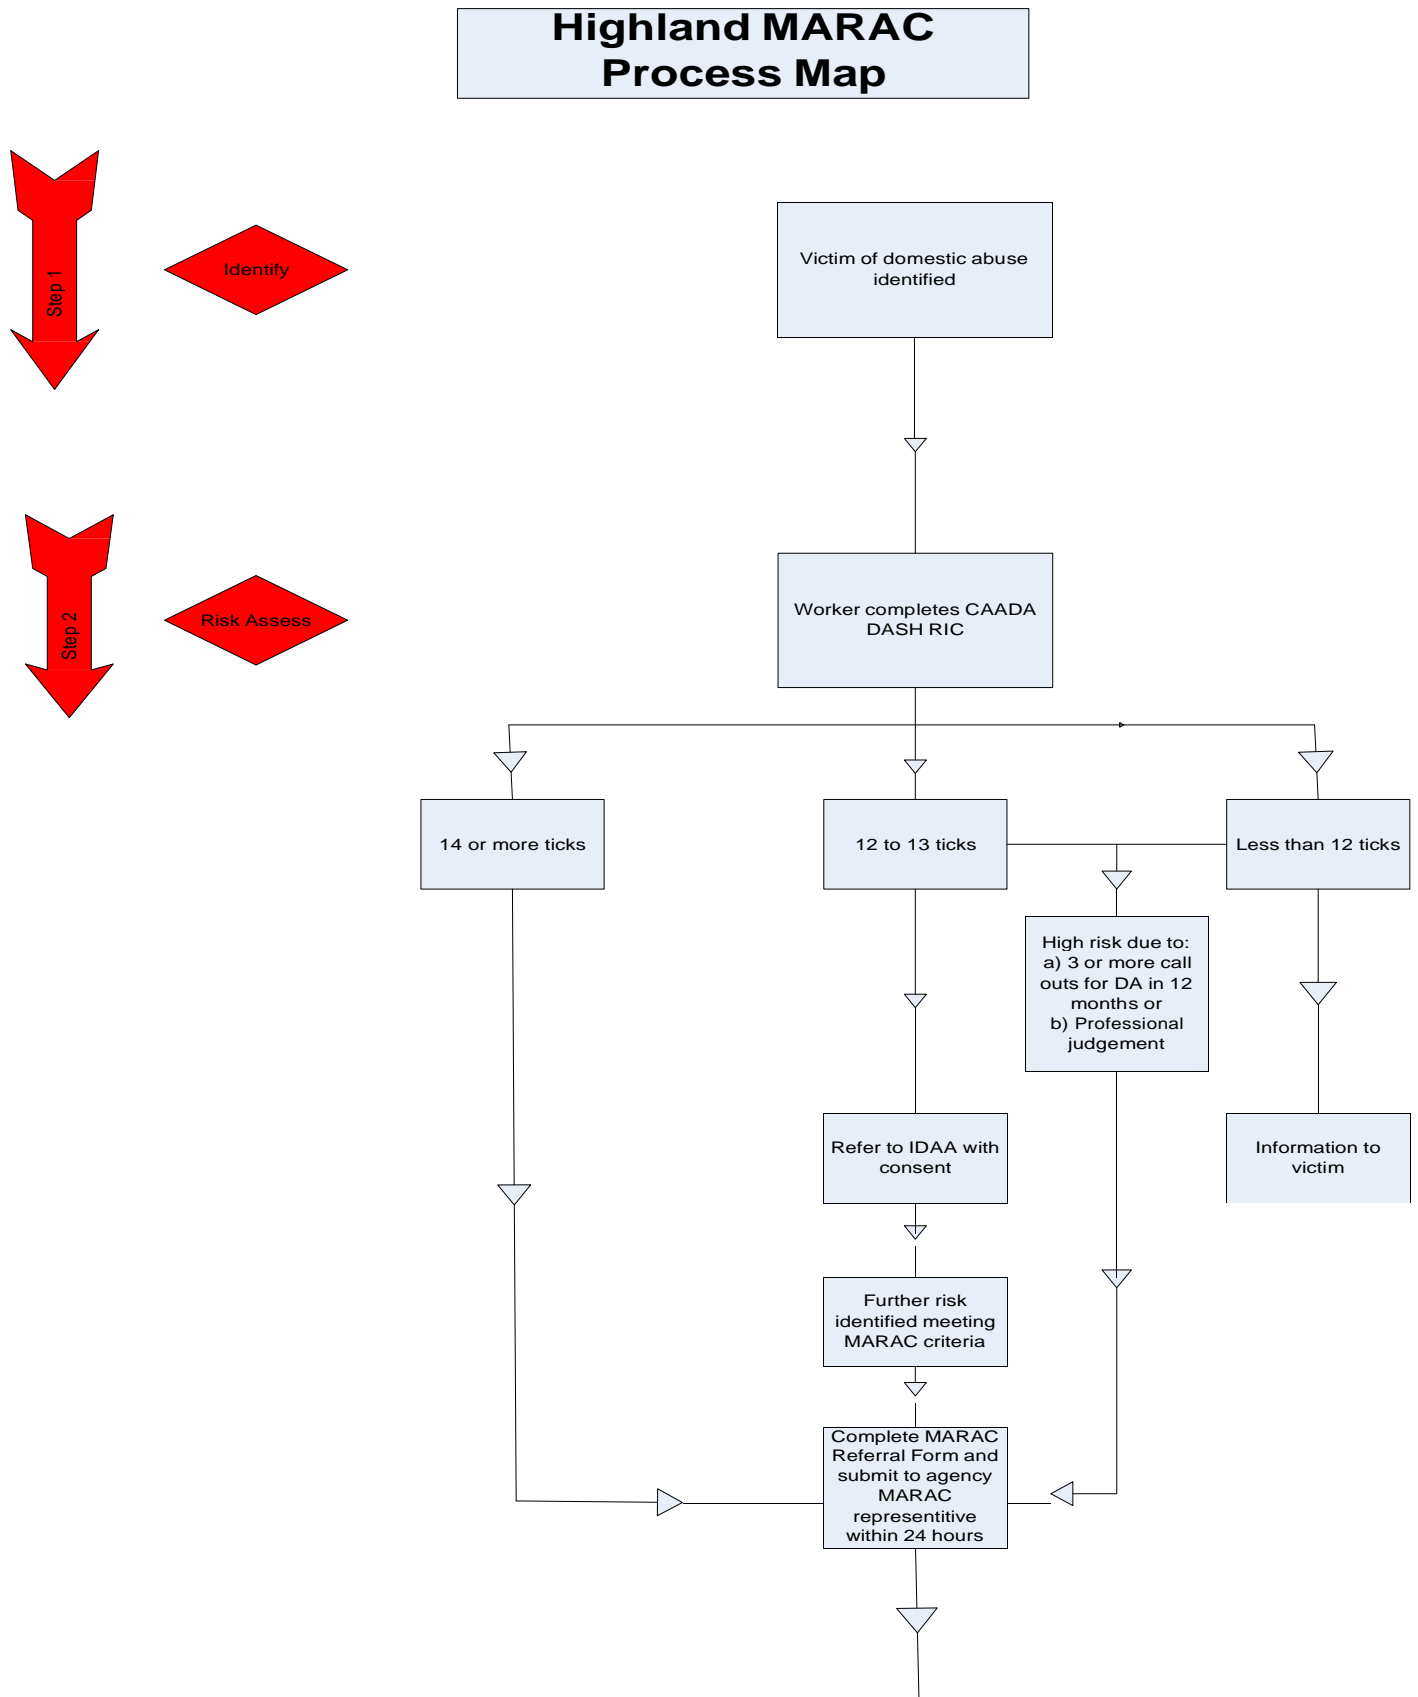 Highland MARAC
Process Map
Step 1
Identify
Victim of domestic abuse
identified
Step 2
Risk Assess
Worker completes CAADA
DASH RIC
14 or more ticks
12 to 13 ticks
Less than 12 ticks
High risk due to:
a) 3 or more call
outs for DA in 12
months or
b) Professional
judgement
Refer to IDAA with
consent
Information to
victim
Further risk
identified meeting
MARAC criteria
Complete MARAC
Referral Form and
submit to agency
MARAC
representitive
within 24 hours